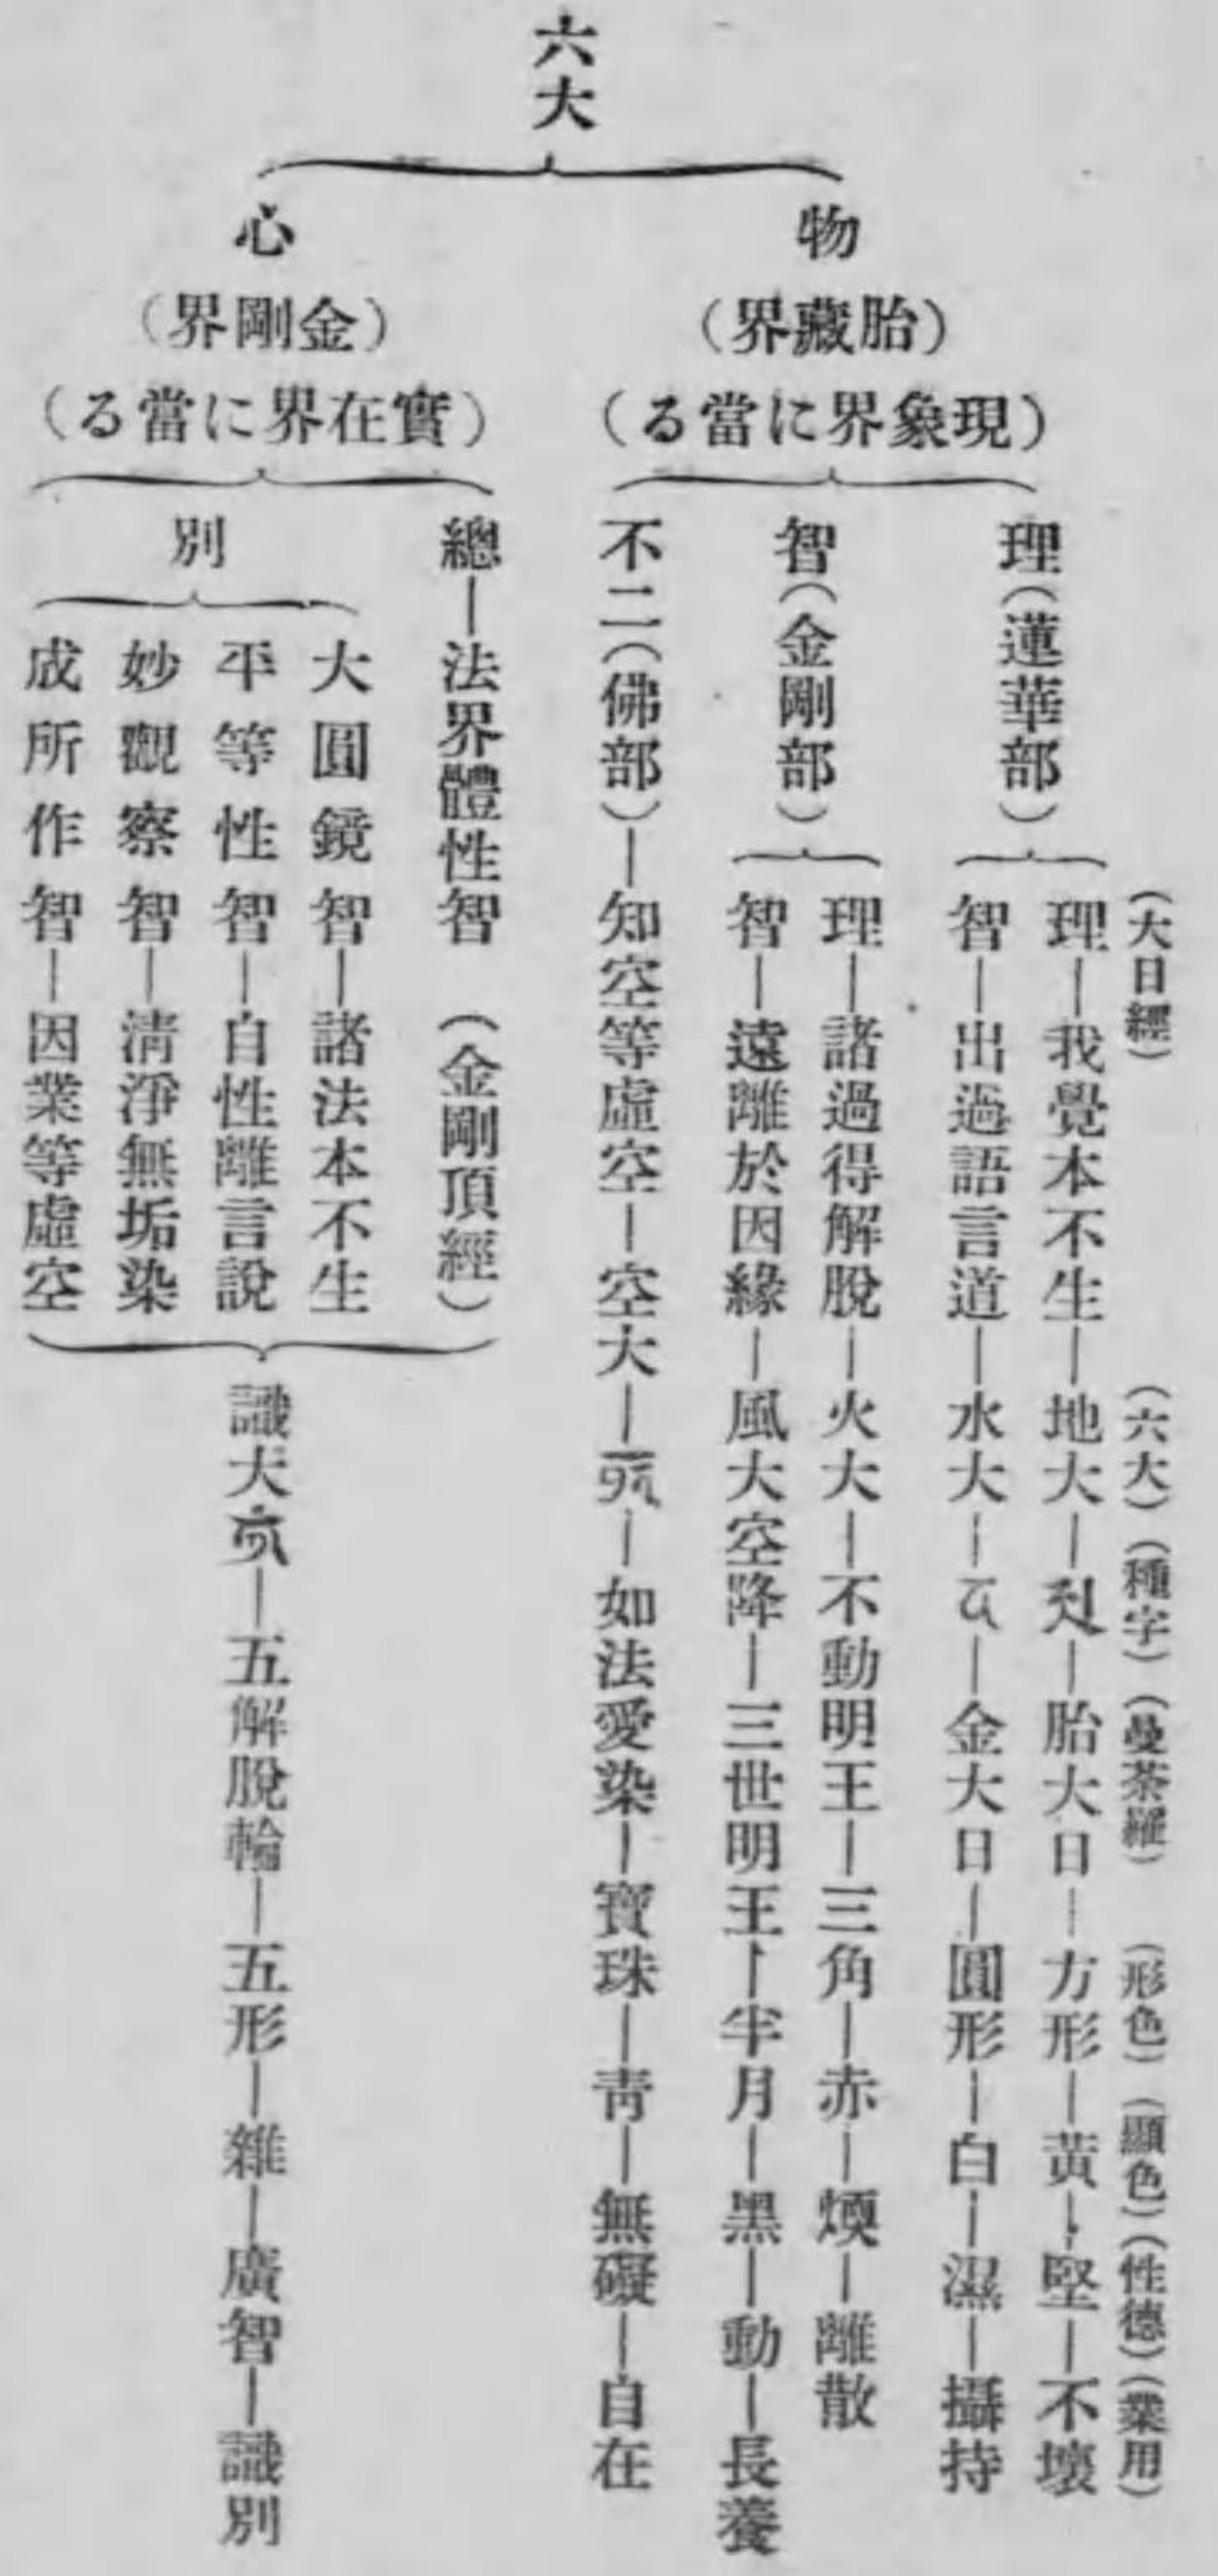 六大
物
（胎藏界）
（現象界に當る）
理（蓮華部）
智（金剛部）
不二（佛部）―知空等虛空―空大―
―如法愛染―寶珠―靑―無礙―自在
（大日經）
（六大）（種字）（曼荼羅）
（形色）（顯色）（性德）（業用）
理―我覺本不生―地大―
―胎大日―方形―黃―堅―不壞
智―出過語言道―水大―
―金大日―圓形―白―濕―攝持
理―諸過得解脫―火大―不動明王―三角―赤―煗―離散
智―遠離於因緣―風大空降―三世明王―半月―黑―動―長養
心
（金剛界）
（實在界に當る）
總―法界體性智　（金剛頂經）
別
大圓鏡智―諸法本不生
平等性智―自性離言說
妙觀察智―淸淨無垢染
成所作智―因業等虛空
識大
―五解脫輪―五形―雜―廣智―識別